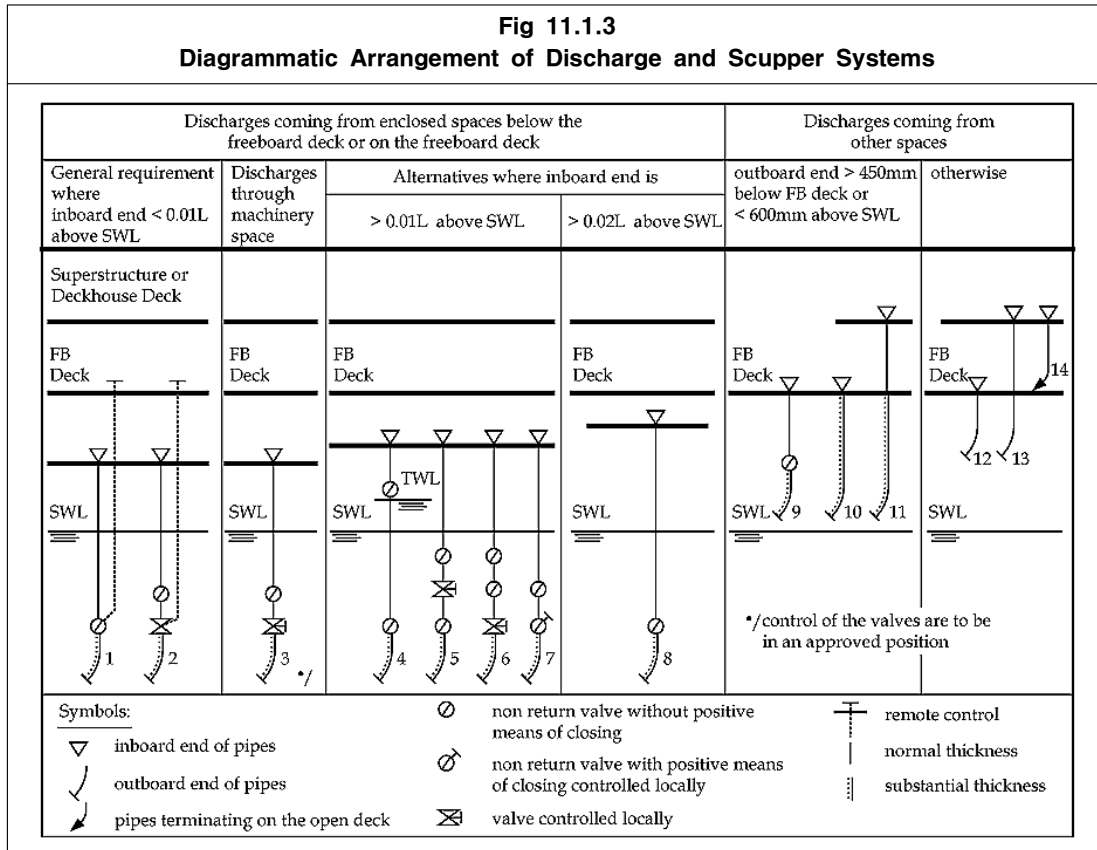 Fig 11.1.3
Diagrammatic Arrangement of Discharge and Scupper Systems
Discharges coming from enclosed spaces below the
freeboard deck or on the freeboard deck
Discharges coming from
other spaces
General requirement
where
inboard end < 0.01L
above SWL
Discharges
through
machinery
space
Alternatives where inboard end is
> 0.01L above SWL
> 0.02L above SWL
outboard end > 450mm
below FB deck or
< 600mm above SWL
otherwise
Superstructure or
Deckhouse Deck
FB
Deck
FB
Deck
FB
Deck
FB
Deck
FB
Deck
FB
Deck
14
12
13
TWL
SWL
SWL
SWL
SWL
SWL
9
10
11
SWL
1
2
3
*/
4
5
6
7
8
*/control of the valves are to be
in an approved position
Symbols:
inboard end of pipes
outboard end of pipes
pipes terminating on the open deck
non return valve without positive
means of closing
non return valve with positive means
of closing controlled locally
valve controlled locally
remote control
normal thickness
substantial thickness